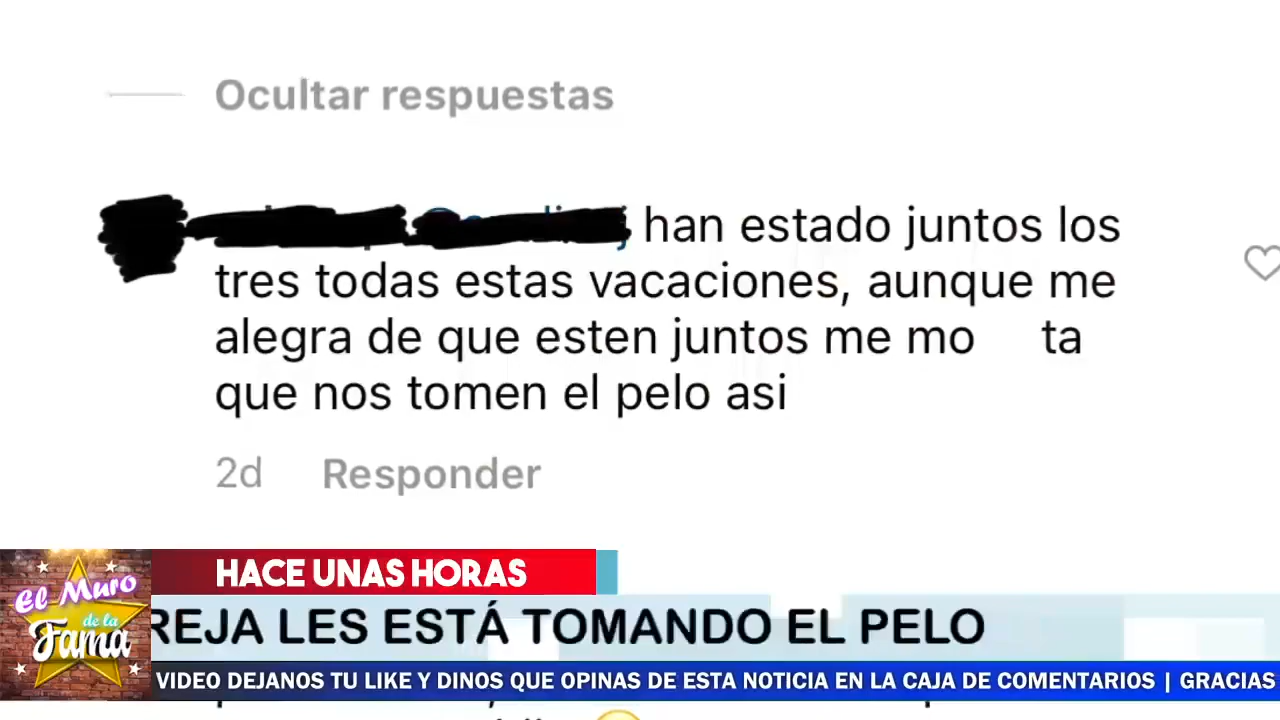 Ocultar respuestas
han estado juntos los
tres todas estas vacaciones, aunque me
alegra de que esten juntos me mo ta
que nos tomen el pelo asi
2d Responder
HACE UNAS HORAS
El Muro
de la
Fama
REJA LES ESTÁ TOMANDO EL PELO
VIDEO DEJANOS TU LIKE Y DINOS QUE OPINAS DE ESTA NOTICIA EN LA CAJA DE COMENTARIOS | GRACIAS